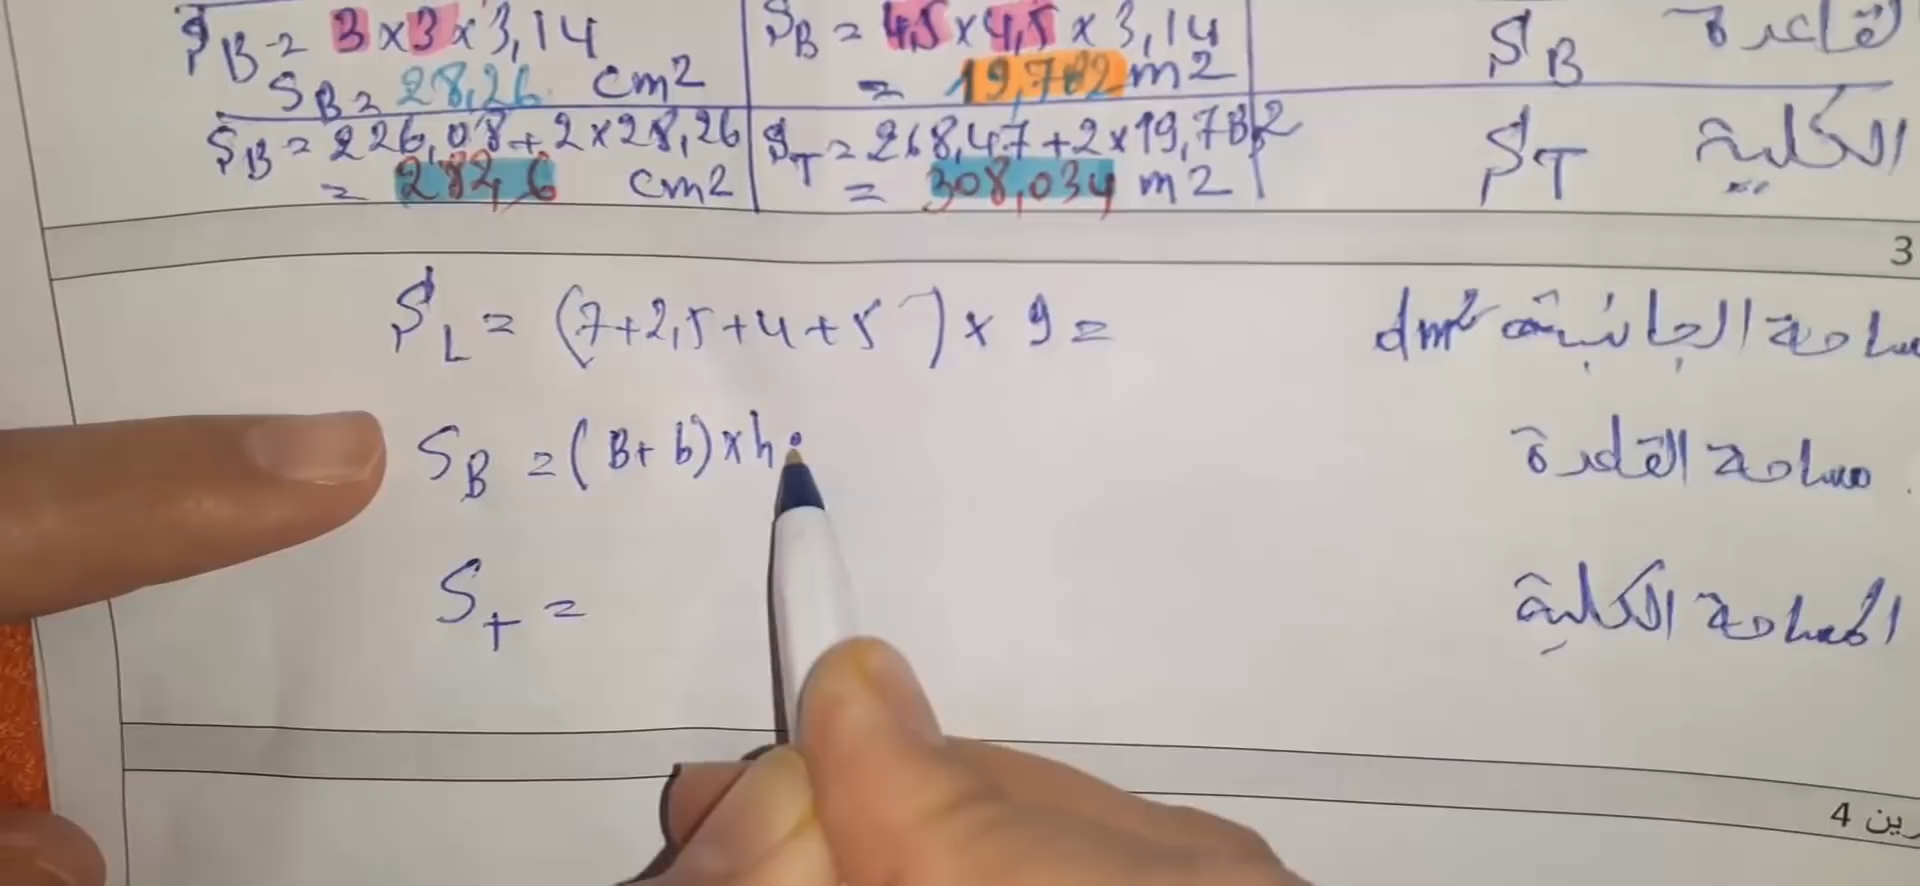 S_B = 3 x 3 x 3,14
S_B = 28,26 cm2
S_B = 4,5 x 4,5 x 3,14
= 19,782 m2
S_B القاعدة
S_B = 226,08 + 2 x 28,26
= 282,6 cm2
S_T = 268,47 + 2 x 19,782
= 308,034 m2
S_T الكلية
3
S_L = (7+2,5+4+5) x 9 = dm² مساحة الجانبية
S_B = (B+b) x h مساحة القاعدة
S_T = المساحة الكلية
رين 4